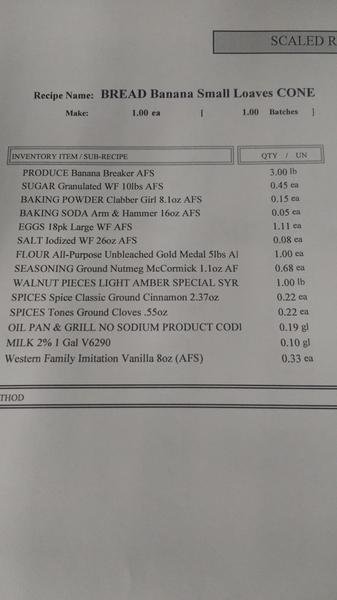 SCALED R
Recipe Name: BREAD Banana Small Loaves CONE
Make: 1.00 ea [ 1.00 Batches ]
INVENTORY ITEM / SUB-RECIPE QTY / UN
PRODUCE Banana Breaker AFS 3.00 lb
SUGAR Granulated WF 10lbs AFS 0.45 ea
BAKING POWDER Clabber Girl 8.1oz AFS 0.15 ea
BAKING SODA Arm & Hammer 16oz AFS 0.05 ea
EGGS 18pk Large WF AFS 1.11 ea
SALT Iodized WF 26oz AFS 0.08 ea
FLOUR All-Purpose Unbleached Gold Medal 5lbs Al 1.00 ea
SEASONING Ground Nutmeg McCormick 1.1oz AF 0.68 ea
WALNUT PIECES LIGHT AMBER SPECIAL SYR 1.00 lb
SPICES Spice Classic Ground Cinnamon 2.37oz 0.22 ea
SPICES Tones Ground Cloves .55oz 0.22 ea
OIL PAN & GRILL NO SODIUM PRODUCT CODI 0.19 gl
MILK 2% 1 Gal V6290 0.10 gl
Western Family Imitation Vanilla 8oz (AFS) 0.33 ea
THOD